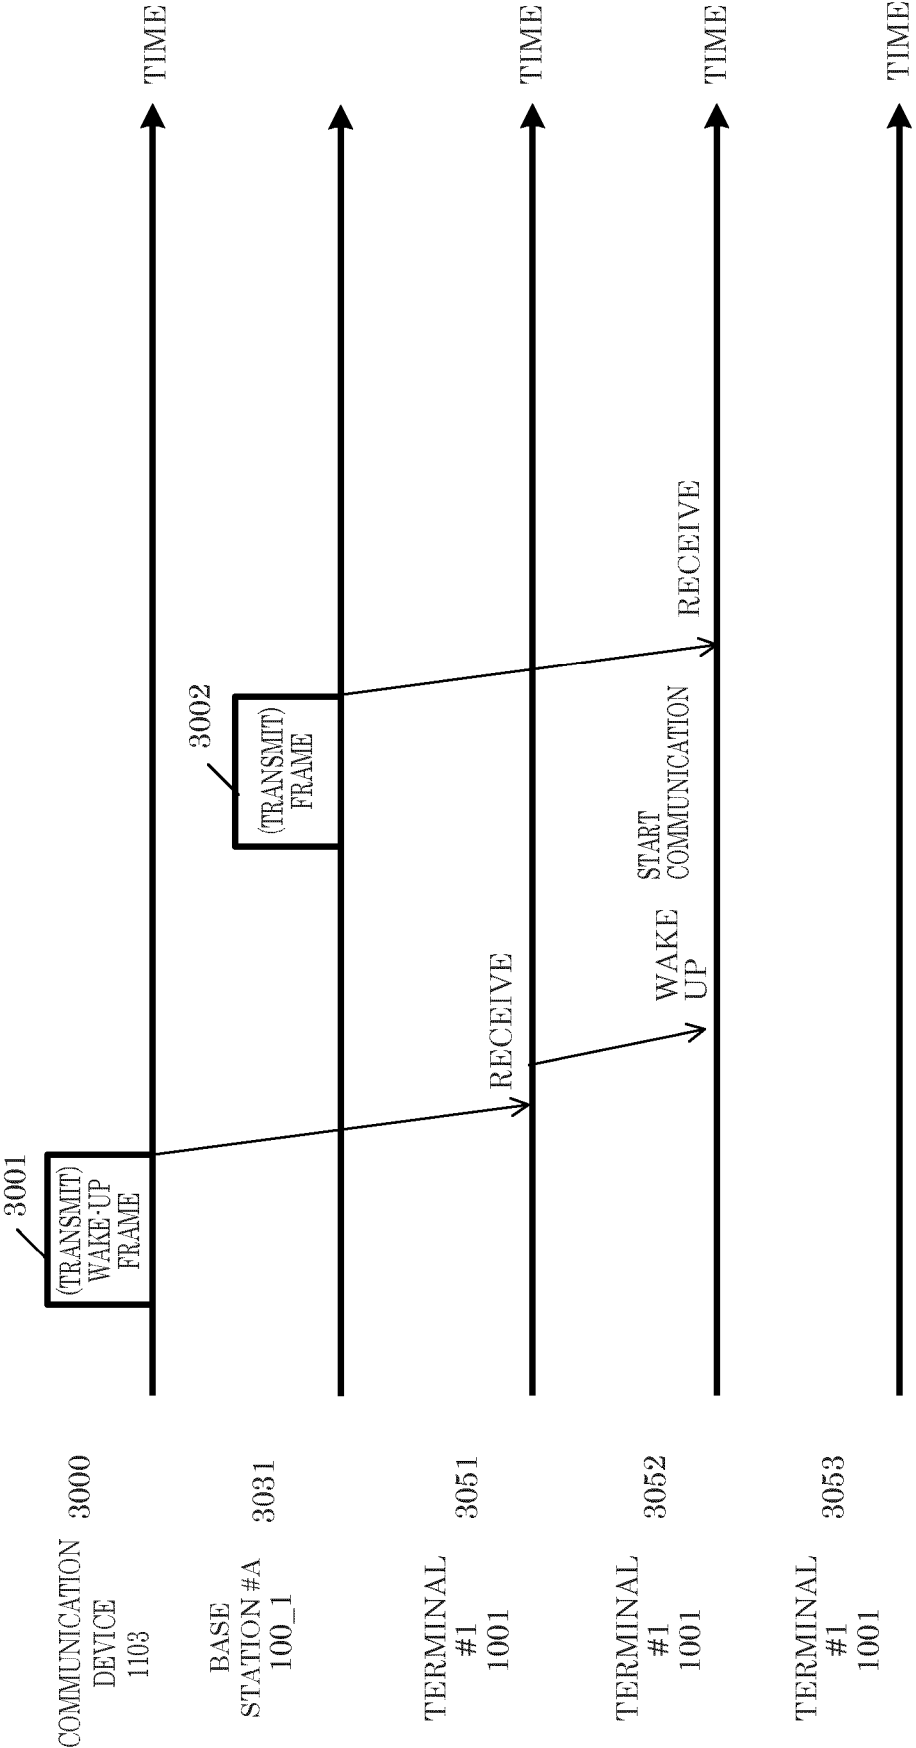 COMMUNICATION
DEVICE
1103
3000
3001
(TRANSMIT)
WAKE-UP
FRAME
TIME
BASE
STATION #A
100_1
3031
3002
(TRANSMIT)
FRAME
TERMINAL
#1
1001
3051
RECEIVE
TIME
TERMINAL
#1
1001
3052
WAKE
UP
START
COMMUNICATION
RECEIVE
TIME
TERMINAL
#1
1001
3053
TIME